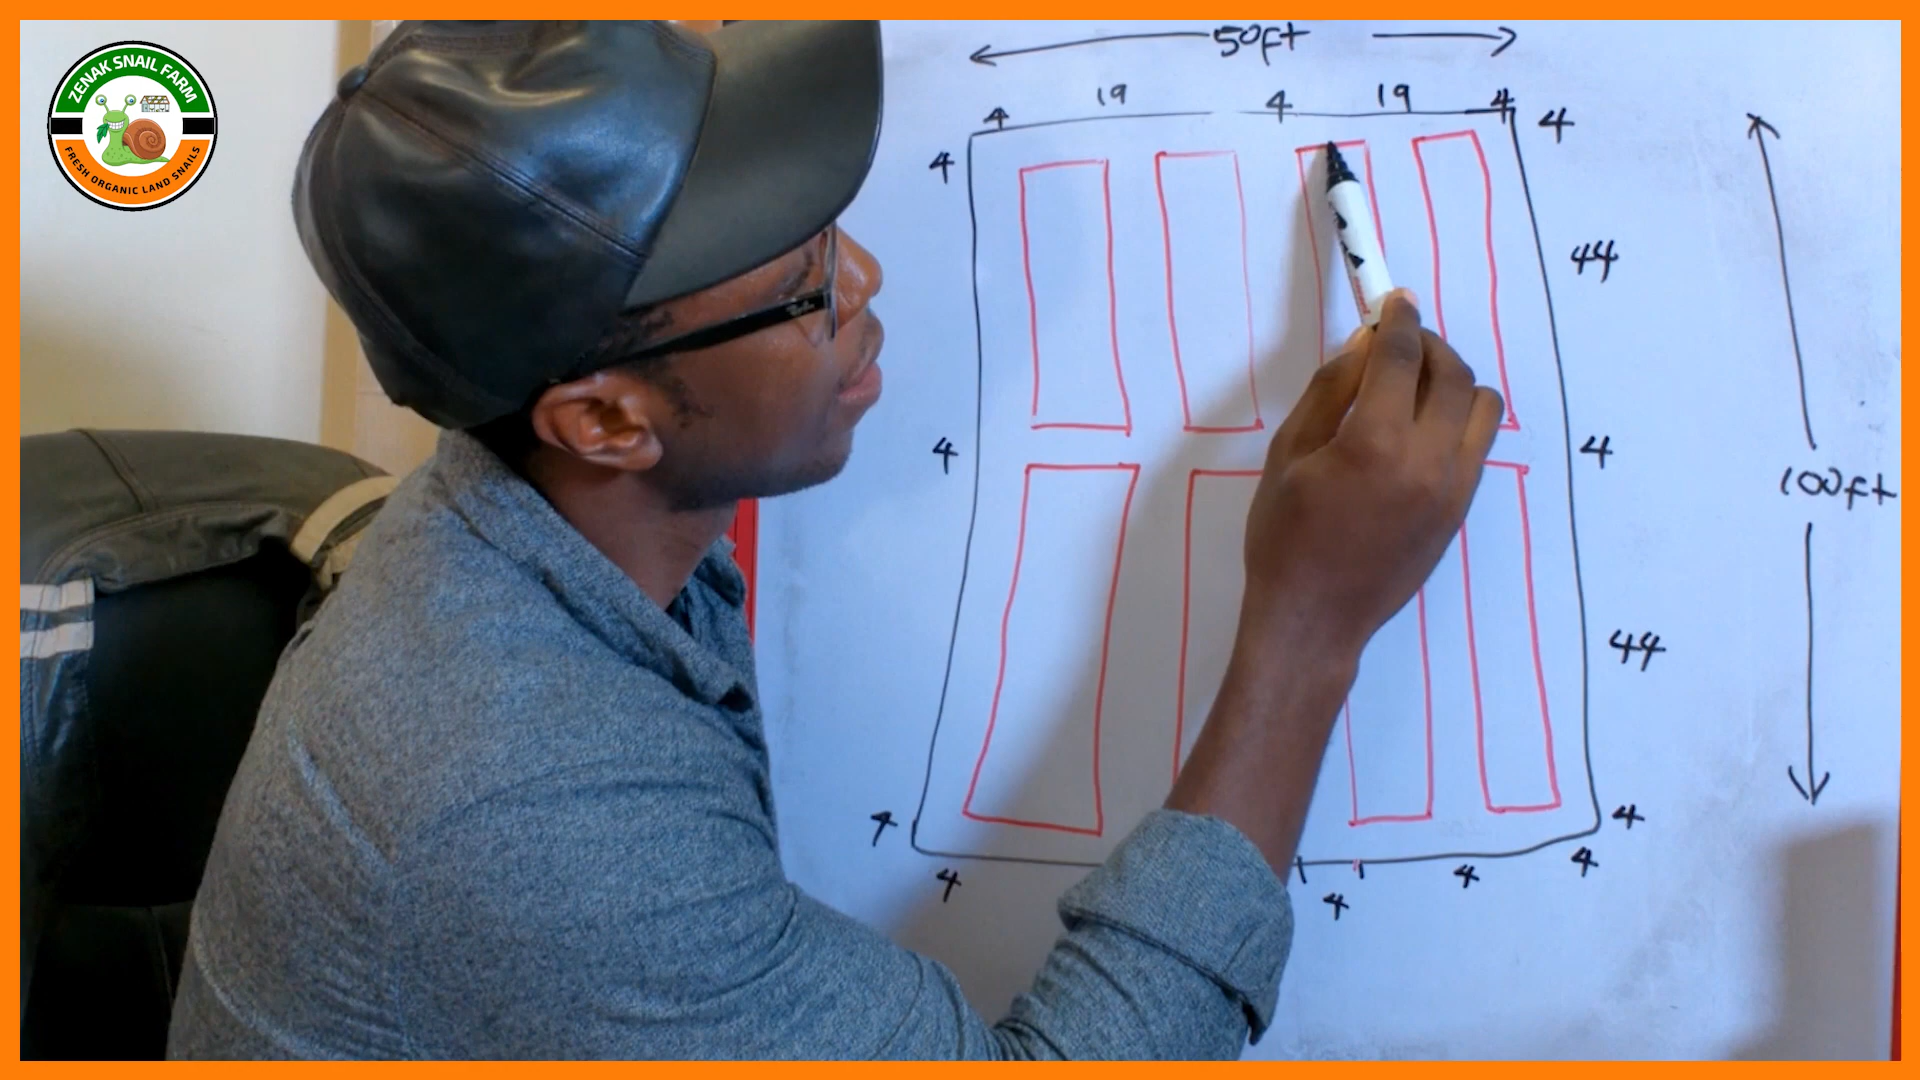 ZENAK SNAIL FARM
FRESH ORGANIC LAND SNAILS
50ft
4 19 4 19 4
4 4
44
4 4
100ft
44
4 4
4 4 4 4